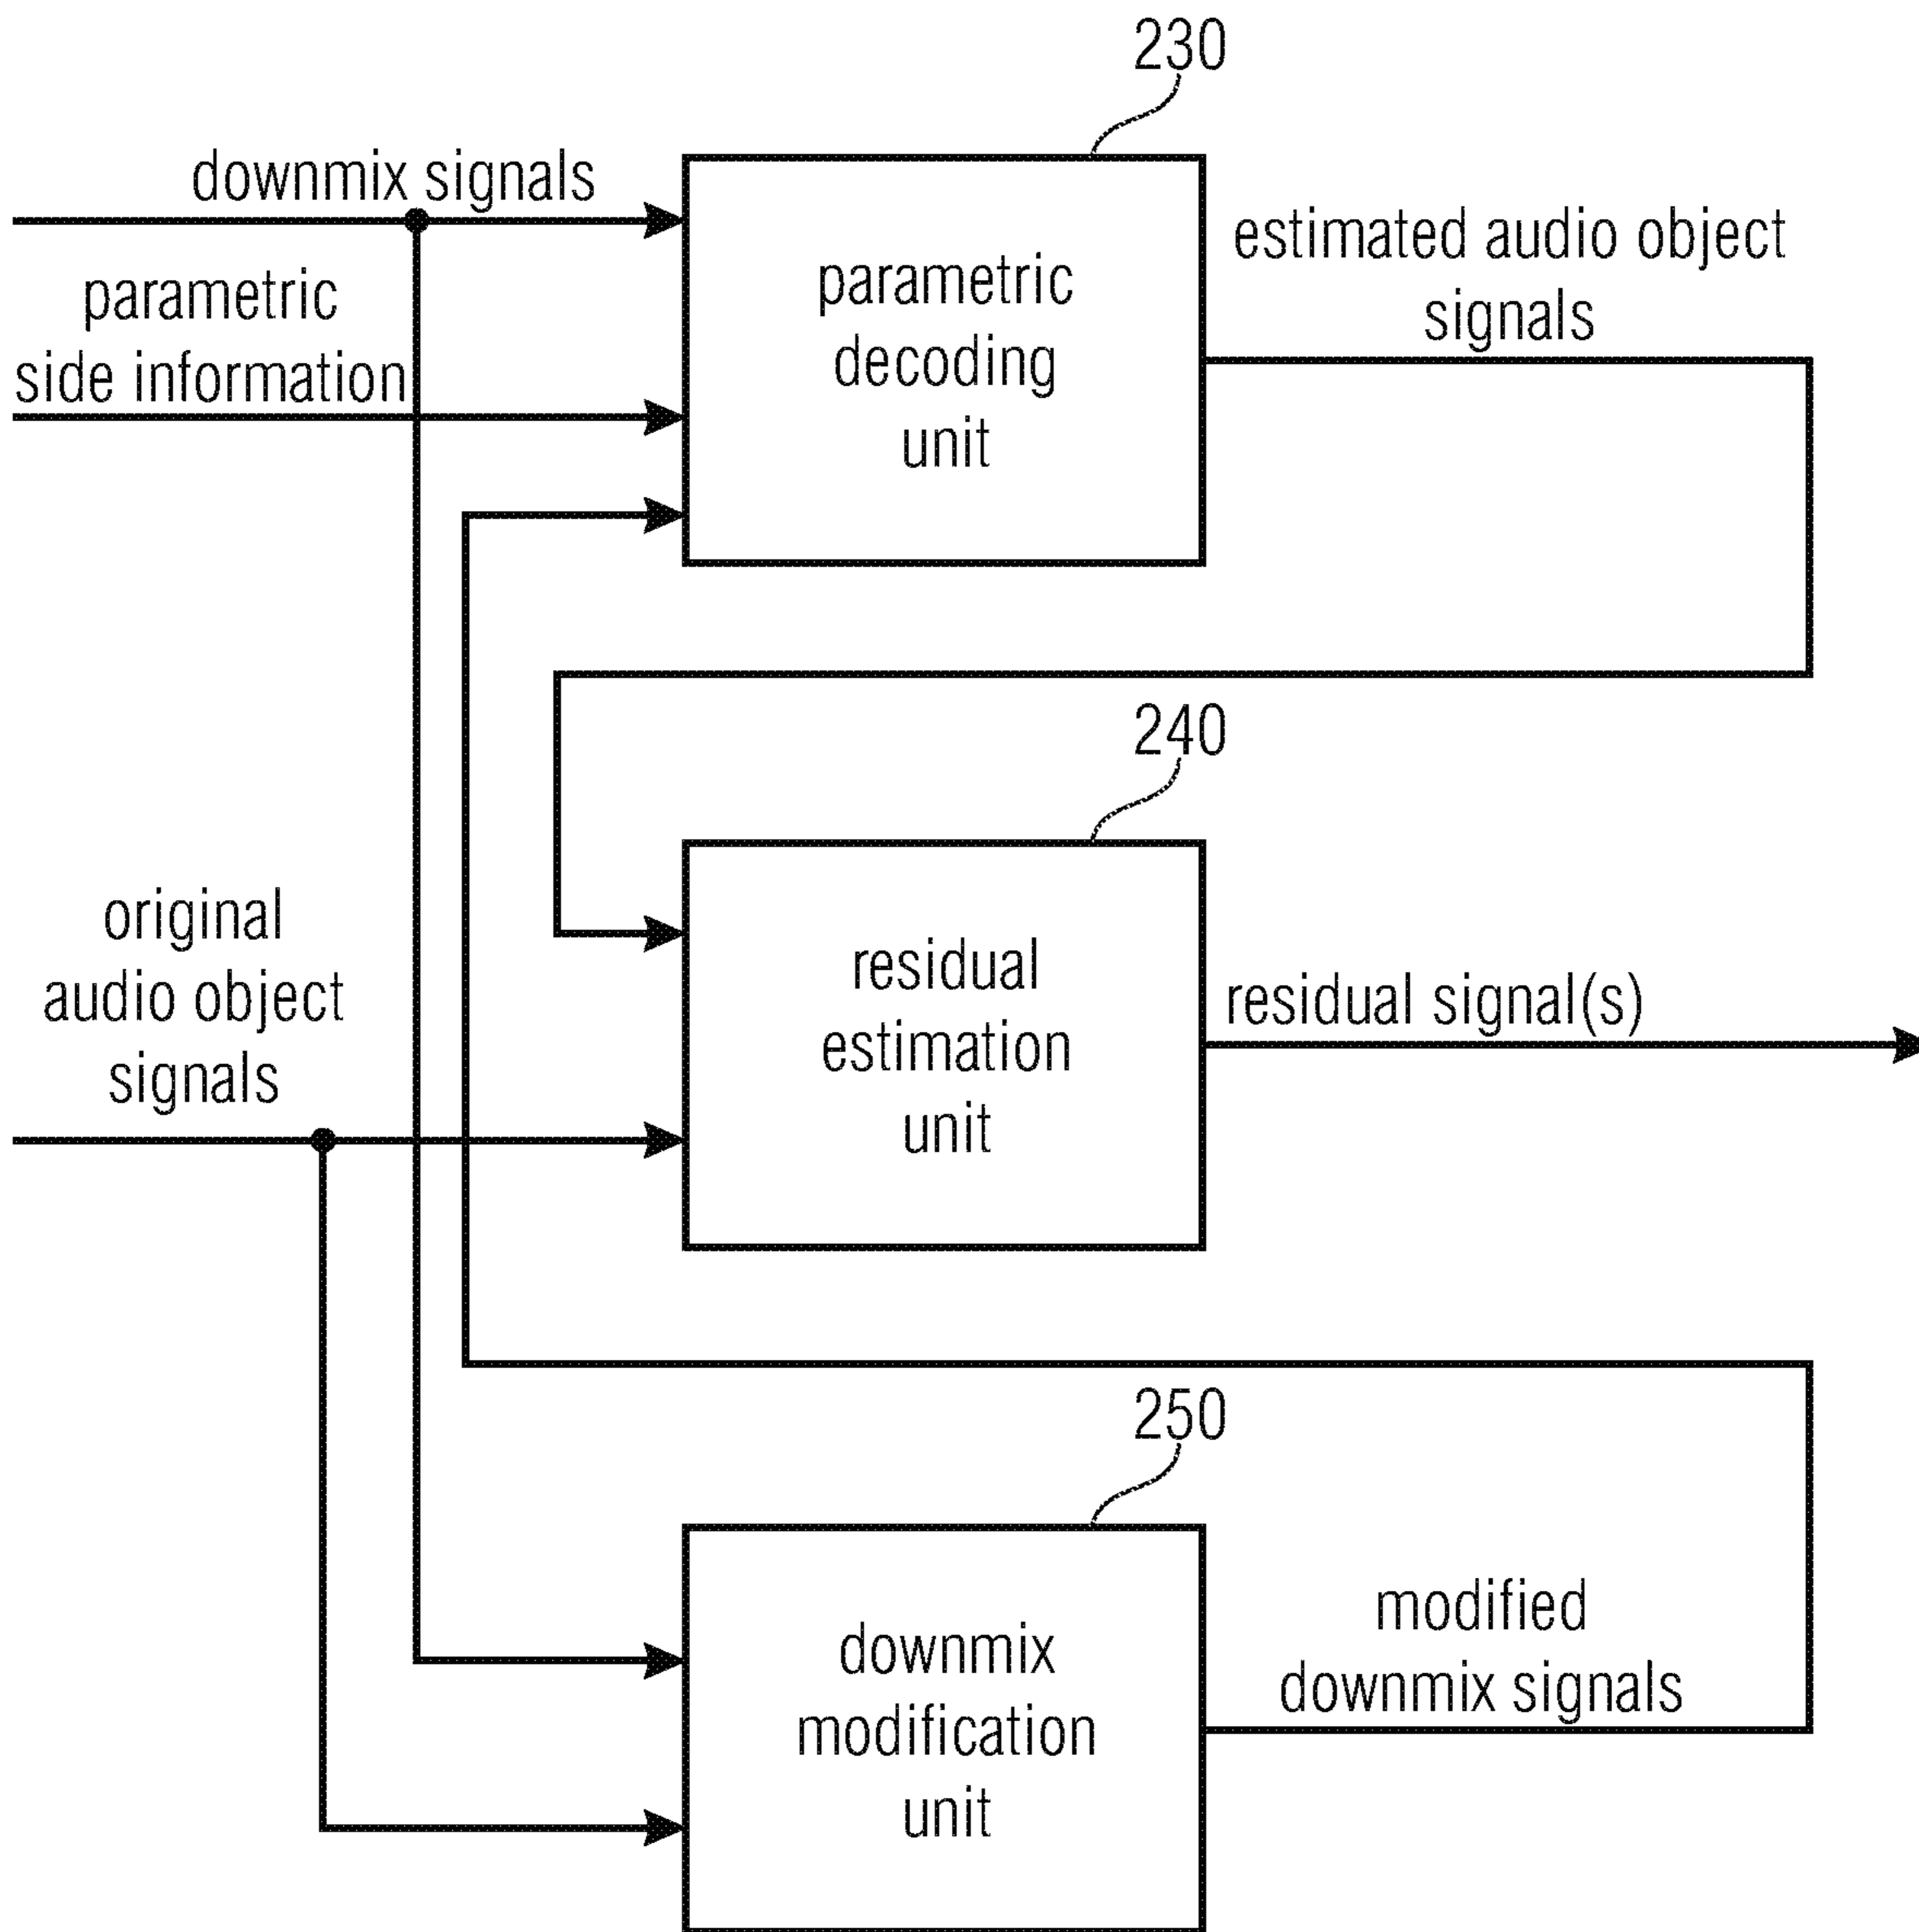 230
downmix signals
parametric
side information
parametric
decoding
unit
estimated audio object
signals
240
original
audio object
signals
residual
estimation
unit
residual signal(s)
250
downmix
modification
unit
modified
downmix signals